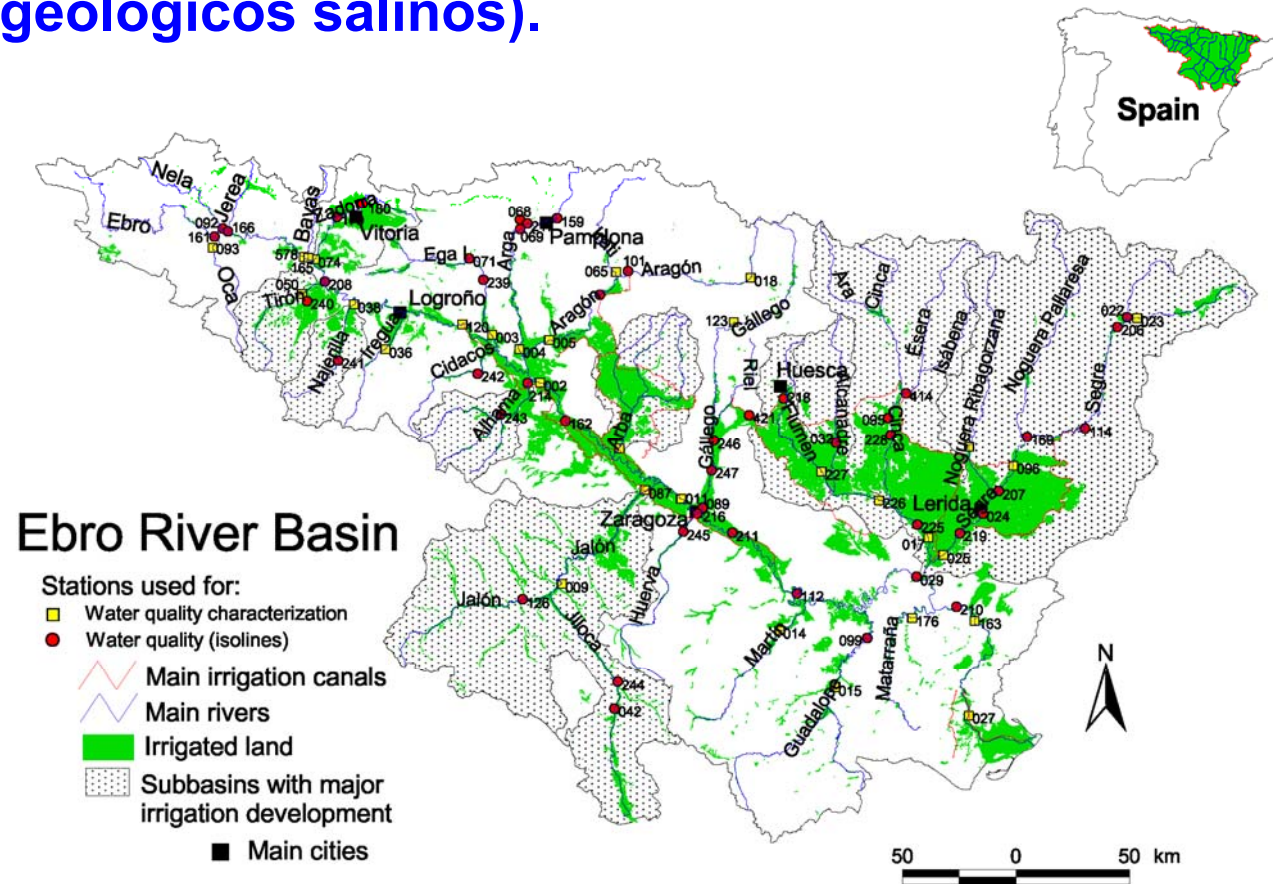 geológicos salinos).
Spain
Nela
Jerea
Ebro
092
166
161
093
Oca
Bayas
Zadorra
160
Vitoria
578
165
074
050
Tirón
240
208
038
Logroño
Najerilla
241
Iregua
036
Ega I
071
239
120
003
Cidacos
242
Arga
068
069
159
Pamplona
Irati
065
101
Aragón
018
Aragón
005
004
002
214
Alhama
243
162
Arba
123
Gállego
Riel
Huesca
218
421
Flumen
Alcanadre
032
227
226
Ara
Cinca
Ésera
Isábena
414
095
228
Cinca
Noguera Ribagorzana
Noguera Pallaresa
022
023
206
Segre
114
169
096
207
Lerida
024
Segre
219
225
017
025
029
Gállego
246
247
087
011
089
216
Zaragoza
245
211
Jalón
009
Jalón
126
Jiloca
244
042
Huerva
112
Martín
014
099
015
Guadalope
Matarraña
176
210
163
027
Ebro River Basin
Stations used for:
Water quality characterization
Water quality (isolines)
Main irrigation canals
Main rivers
Irrigated land
Subbasins with major
irrigation development
Main cities
N
50 0 50 km